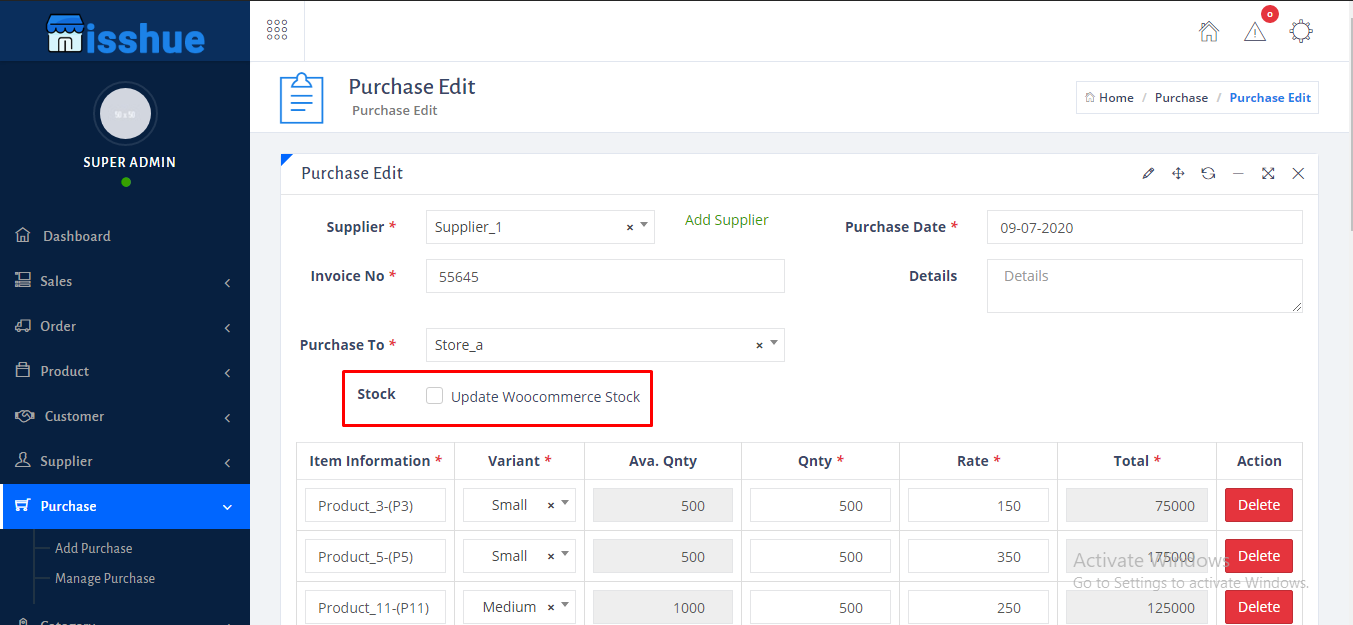 isshue
SUPER ADMIN
Dashboard
Sales
Order
Product
Customer
Supplier
Purchase
Add Purchase
Manage Purchase
Category
0
Purchase Edit
Purchase Edit
Home / Purchase / Purchase Edit
Purchase Edit
Supplier * Supplier_1 × Add Supplier Purchase Date * 09-07-2020
Invoice No * 55645 Details Details
Purchase To * Store_a ×
Stock Update Woocommerce Stock
Item Information * Variant * Ava. Qnty Qnty * Rate * Total * Action
Product_3-(P3) Small × 500 500 150 75000 Delete
Product_5-(P5) Small × 500 500 350 175000 Delete
Product_11-(P11) Medium × 1000 500 250 125000 Delete
Activate Windows
Go to Settings to activate Windows.